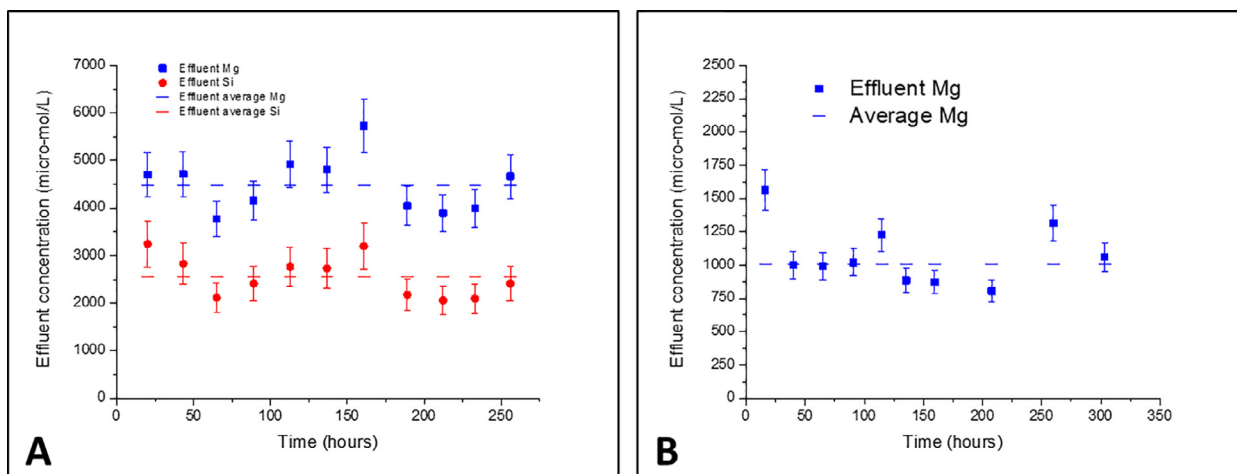 7000
6000
5000
4000
3000
2000
1000
0
Effluent concentration (micro-mol/L)
Effluent Mg
Effluent Si
Effluent average Mg
Effluent average Si
0 50 100 150 200 250
Time (hours)
A
2500
2250
2000
1750
1500
1250
1000
750
500
250
0
Effluent concentration (micro-mol/L)
Effluent Mg
Average Mg
0 50 100 150 200 250 300 350
Time (hours)
B